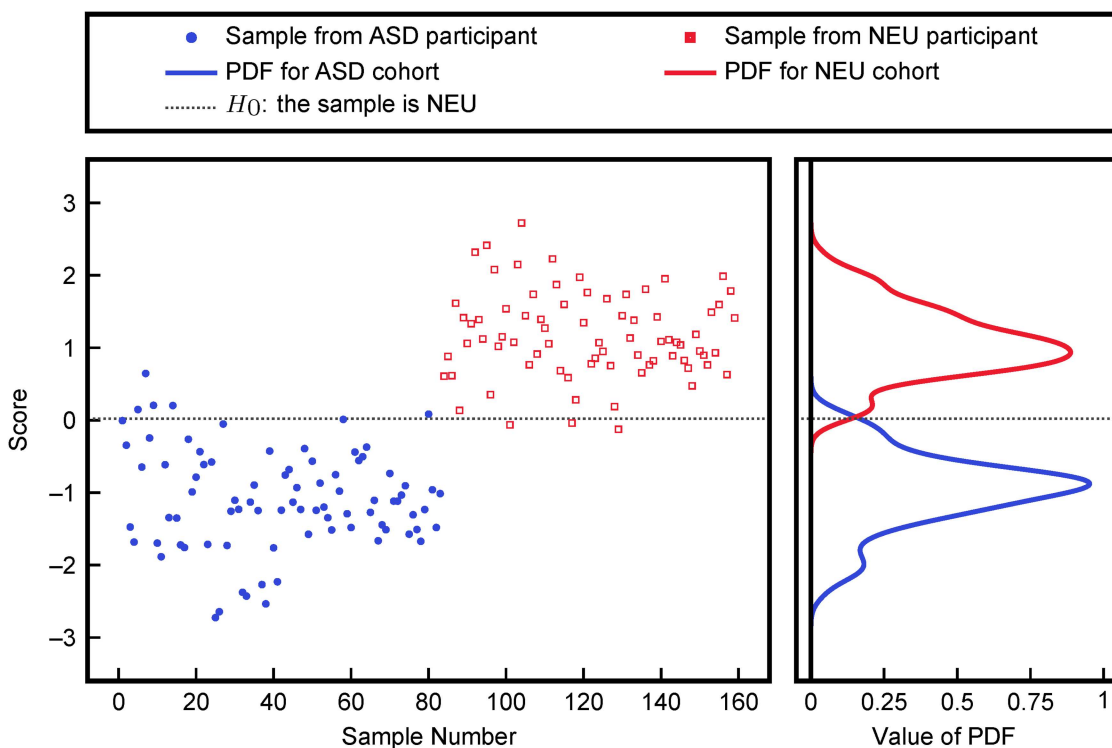 Sample from ASD participant
Sample from NEU participant
PDF for ASD cohort
PDF for NEU cohort
H0: the sample is NEU
Score
3
2
1
0
–1
–2
–3
0 20 40 60 80 100 120 140 160
Sample Number
0 0.25 0.5 0.75 1
Value of PDF